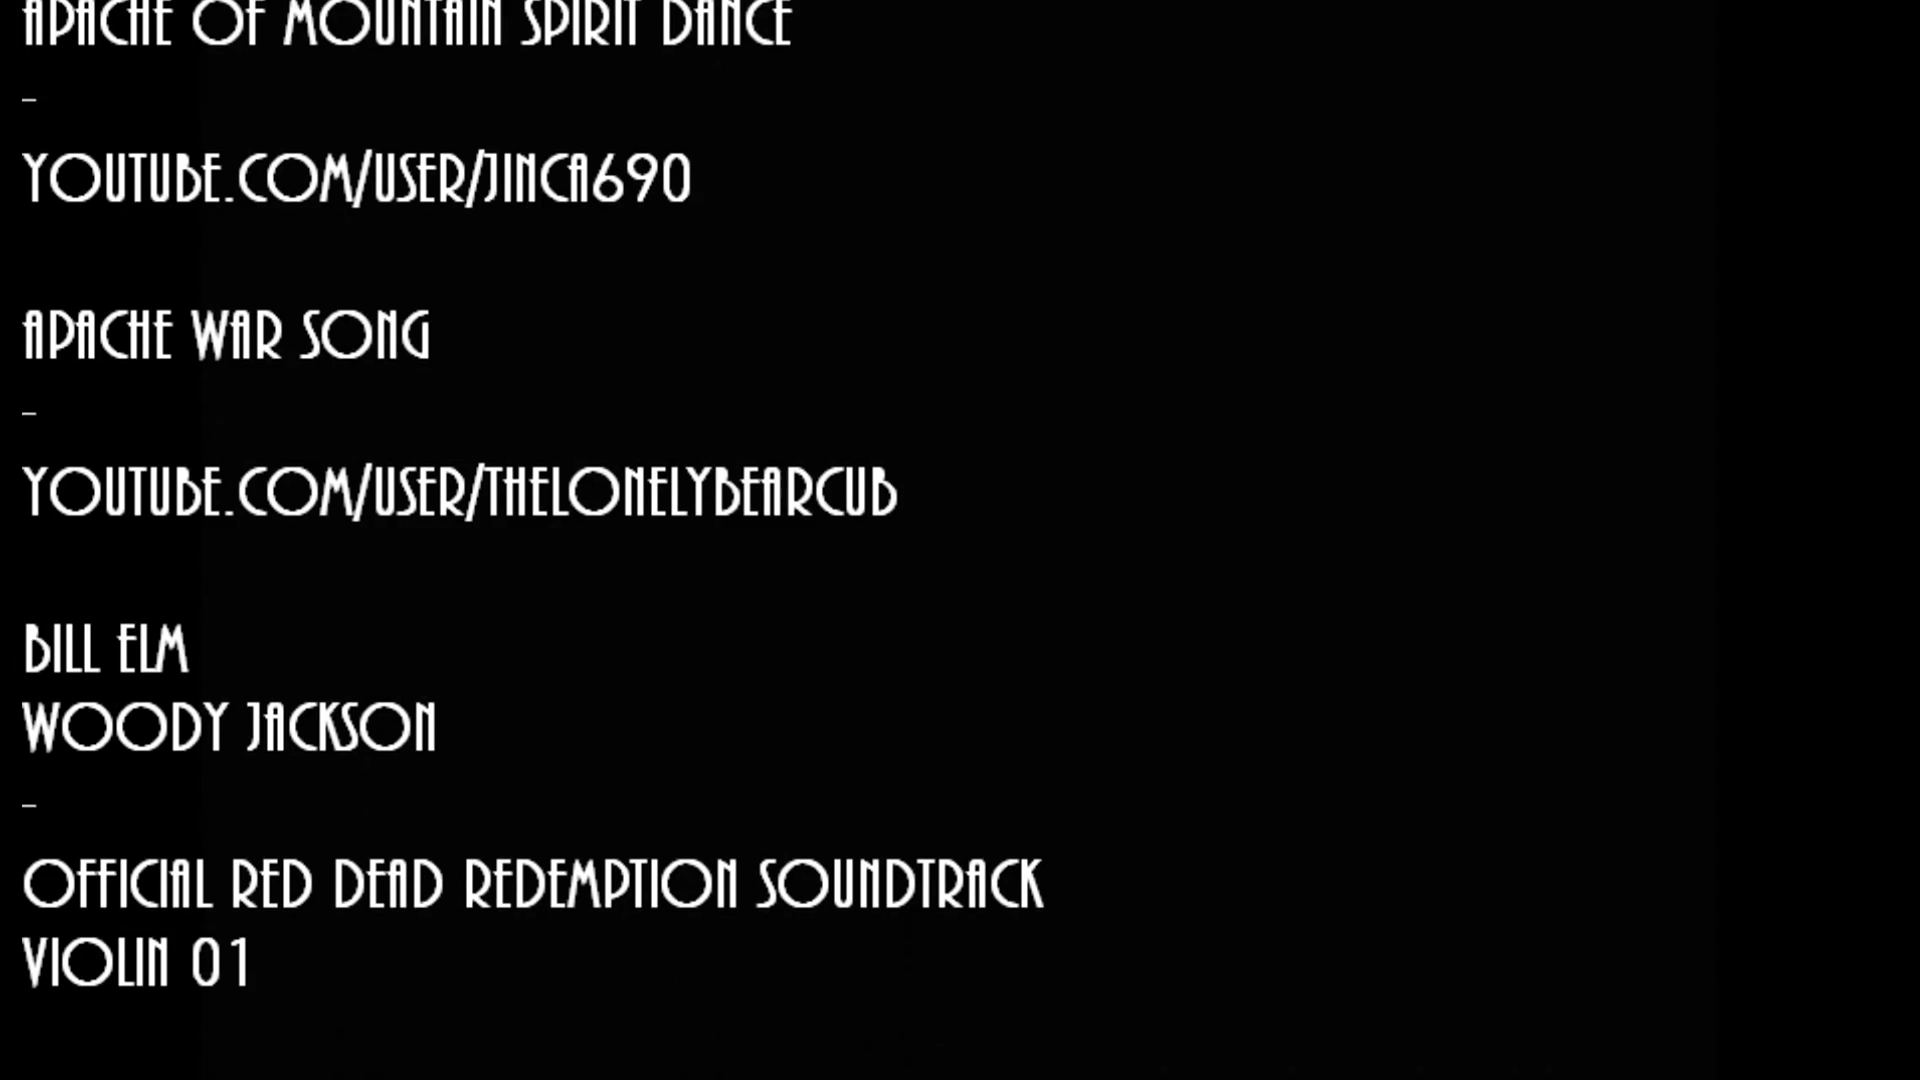 APACHE OF MOUNTAIN SPIRIT DANCE
-
YOUTUBE.COM/USER/JINCA690
APACHE WAR SONG
-
YOUTUBE.COM/USER/THELONELYBEARCUB
BILL ELM
WOODY JACKSON
-
OFFICIAL RED DEAD REDEMPTION SOUNDTRACK
VIOLIN 01